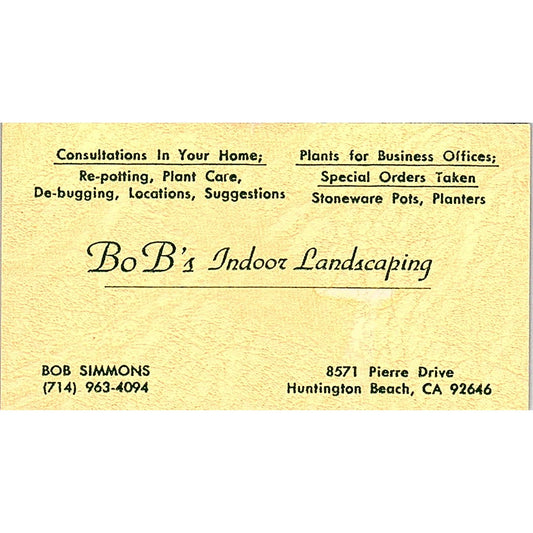 Consultations In Your Home;
Re-potting, Plant Care,
De-bugging, Locations, Suggestions
Plants for Business Offices;
Special Orders Taken
Stoneware Pots, Planters
BoB's Indoor Landscaping
BOB SIMMONS
(714) 963-4094
8571 Pierre Drive
Huntington Beach, CA 92646